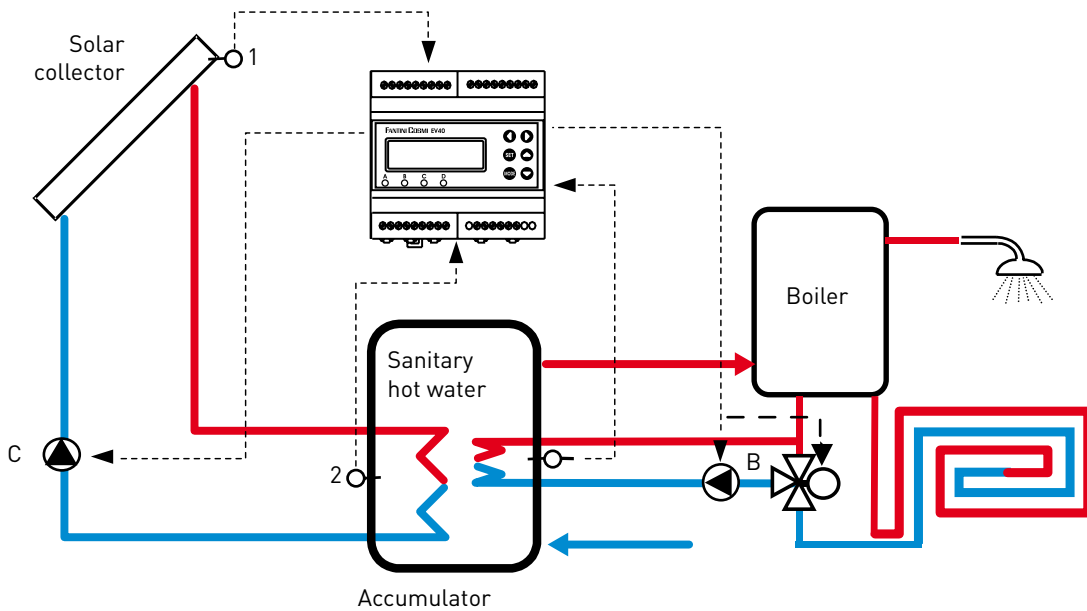 Solar
collector
1
FANTINI COSMI EV40
SET
MODE
A B C D
Boiler
Sanitary
hot water
C
2
B
Accumulator